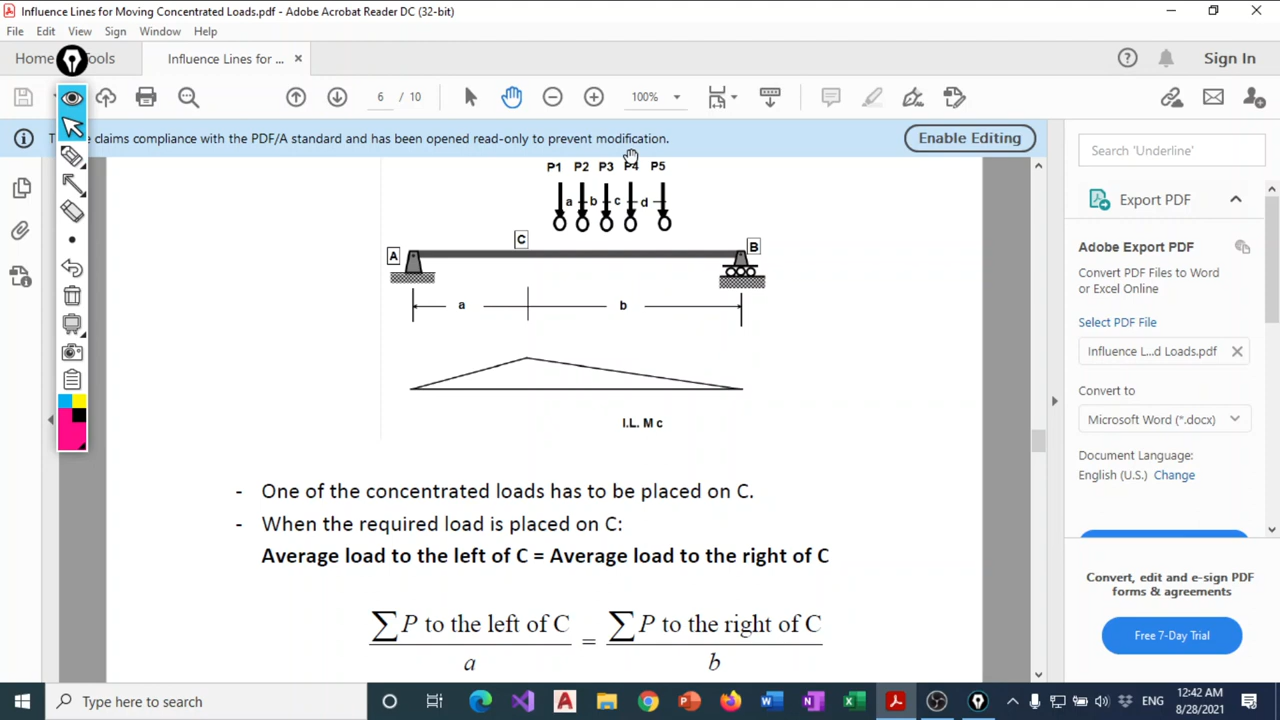 Influence Lines for Moving Concentrated Loads.pdf - Adobe Acrobat Reader DC (32-bit)
File Edit View Sign Window Help
Home Tools Influence Lines for ... ×
Sign In
6 / 10
100%
claims compliance with the PDF/A standard and has been opened read-only to prevent modification.
Enable Editing
P1 P2 P3 P4 P5
a b c d
C
A
B
a b
I.L. M c
- One of the concentrated loads has to be placed on C.
- When the required load is placed on C:
Average load to the left of C = Average load to the right of C
∑ P to the left of C / a = ∑ P to the right of C / b
Search 'Underline'
Export PDF
Adobe Export PDF
Convert PDF Files to Word
or Excel Online
Select PDF File
Influence L...d Loads.pdf
Convert to
Microsoft Word (*.docx)
Document Language:
English (U.S.) Change
Convert, edit and e-sign PDF
forms & agreements
Free 7-Day Trial
Type here to search
ENG
12:42 AM
8/28/2021